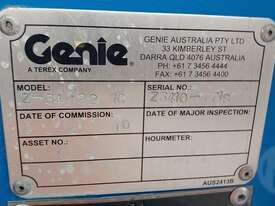 Genie
A TEREX COMPANY
GENIE AUSTRALIA PTY LTD
33 KIMBERLEY ST
DARRA QLD 4076 AUSTRALIA
PH: +61 7 3456 4444
FAX: +61 7 3456 4400
MODEL:
SERIAL NO:
DATE OF COMMISSION:
10
DATE OF MAJOR INSPECTION:
ASSET NO:
HOURMETER:
AUS2413B